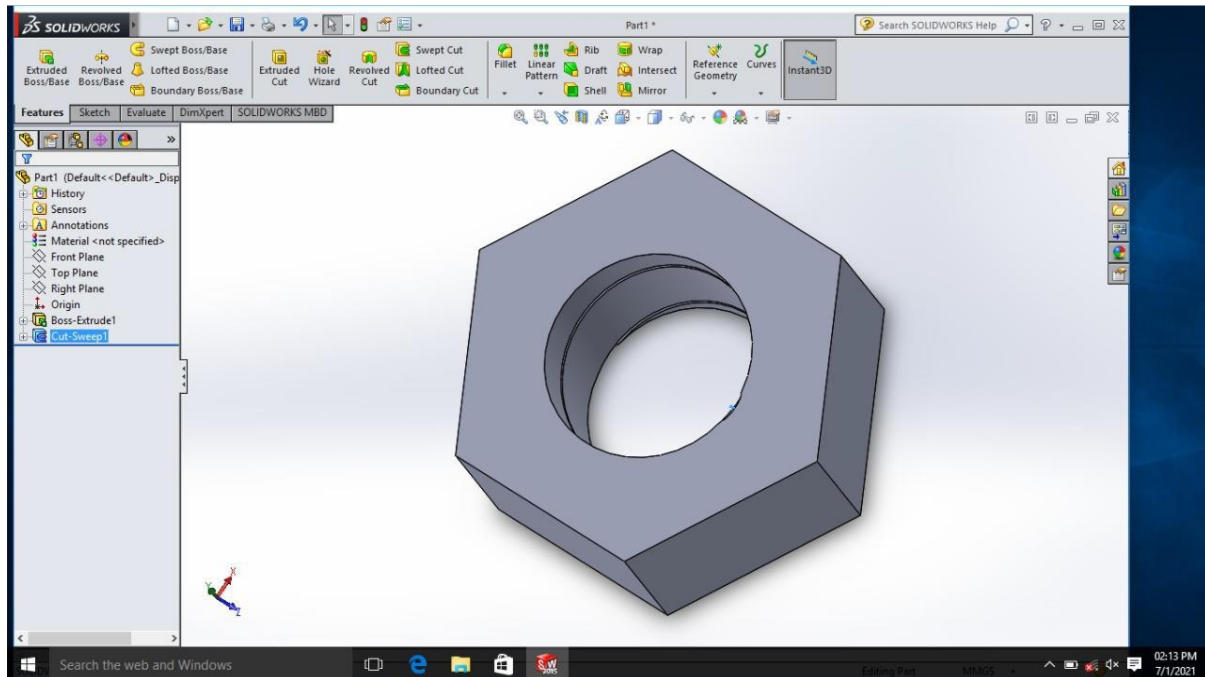 SOLIDWORKS
Part1 *
Search SOLIDWORKS Help
Extruded Boss/Base
Revolved Boss/Base
Swept Boss/Base
Lofted Boss/Base
Boundary Boss/Base
Extruded Cut
Hole Wizard
Revolved Cut
Swept Cut
Lofted Cut
Boundary Cut
Fillet
Linear Pattern
Rib
Draft
Shell
Wrap
Intersect
Mirror
Reference Geometry
Curves
Instant3D
Features
Sketch
Evaluate
DimXpert
SOLIDWORKS MBD
Part1 (Default<<Default>_Disp
History
Sensors
Annotations
Material <not specified>
Front Plane
Top Plane
Right Plane
Origin
Boss-Extrude1
Cut-Sweep1
X
Y
Z
Search the web and Windows
Editing Part
MMGS
02:13 PM
7/1/2021